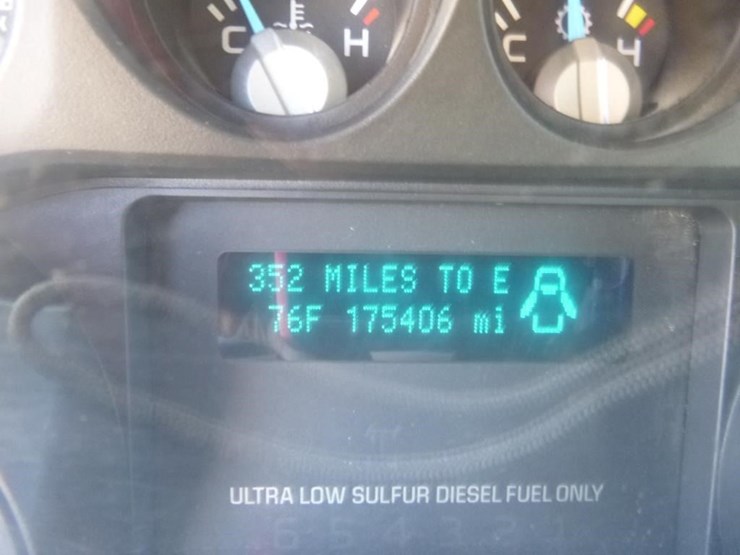 C H C H
352 MILES TO E
76F 175406 mi
ULTRA LOW SULFUR DIESEL FUEL ONLY